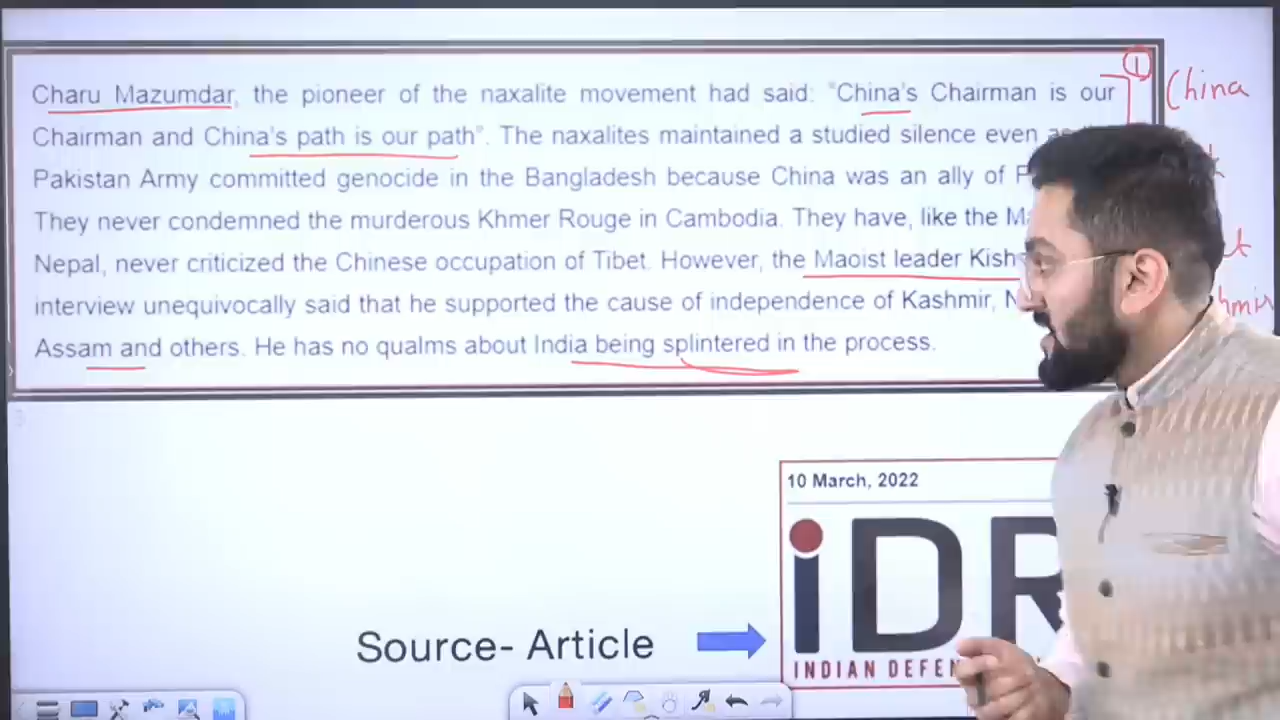 Charu Mazumdar, the pioneer of the naxalite movement had said: "China's Chairman is our
Chairman and China's path is our path". The naxalites maintained a studied silence even
Pakistan Army committed genocide in the Bangladesh because China was an ally of
They never condemned the murderous Khmer Rouge in Cambodia. They have, like the
Nepal, never criticized the Chinese occupation of Tibet. However, the Maoist leader
interview unequivocally said that he supported the cause of independence of Kashmir,
Assam and others. He has no qualms about India being splintered in the process.
1
China
10 March, 2022
IDR
INDIAN
Source- Article